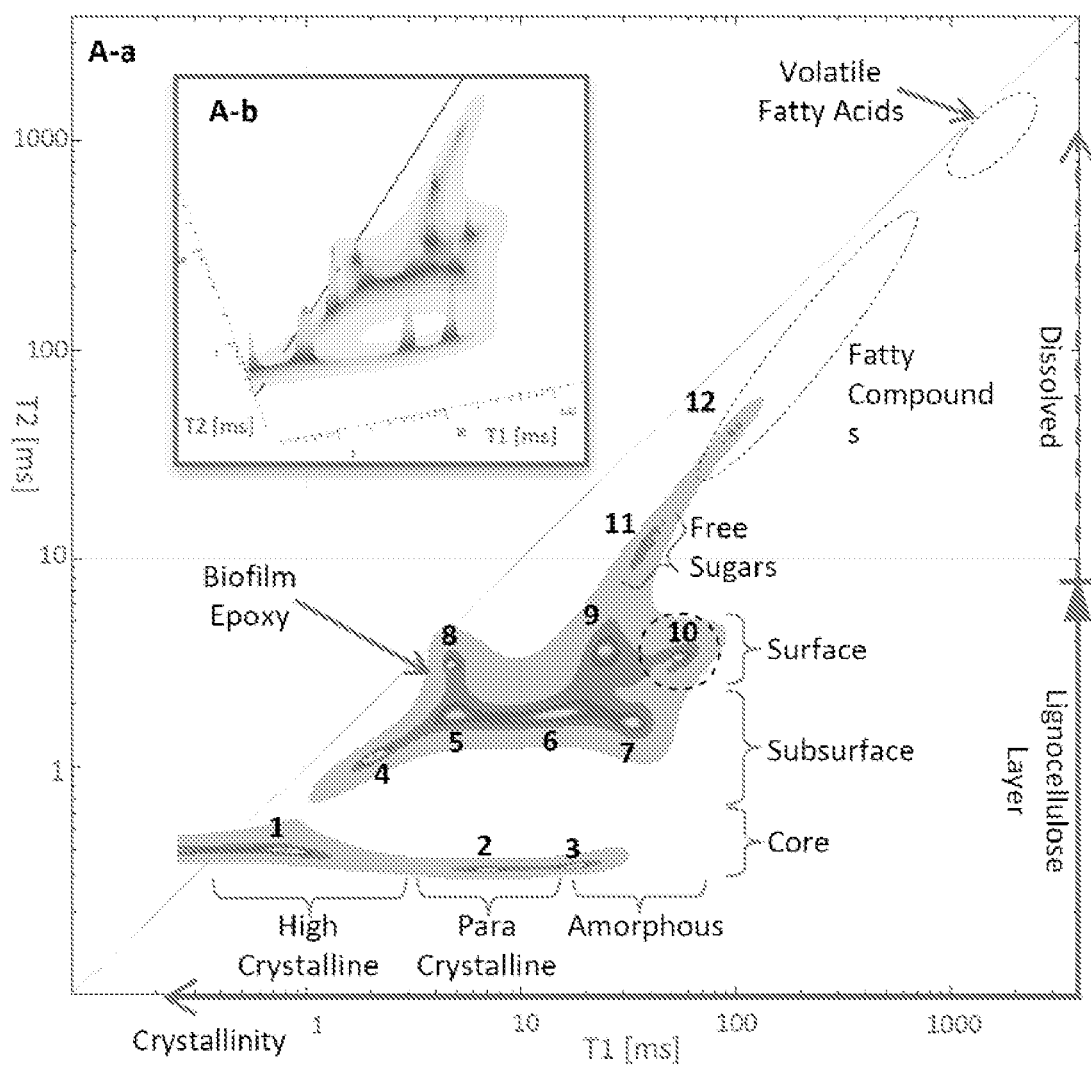 A-a
A-b
T2 [ms]
T1 [ms]
Volatile
Fatty Acids
1000
100
10
1
T2 [ms]
Fatty
Compound
s
Dissolved
12
11
Free
Sugars
Biofilm
Epoxy
8
9
10
Surface
5
6
7
4
Subsurface
Lignocellulose
Layer
1
2
3
Core
High
Crystalline
Para
Crystalline
Amorphous
Crystallinity
1
10
100
1000
T1 [ms]